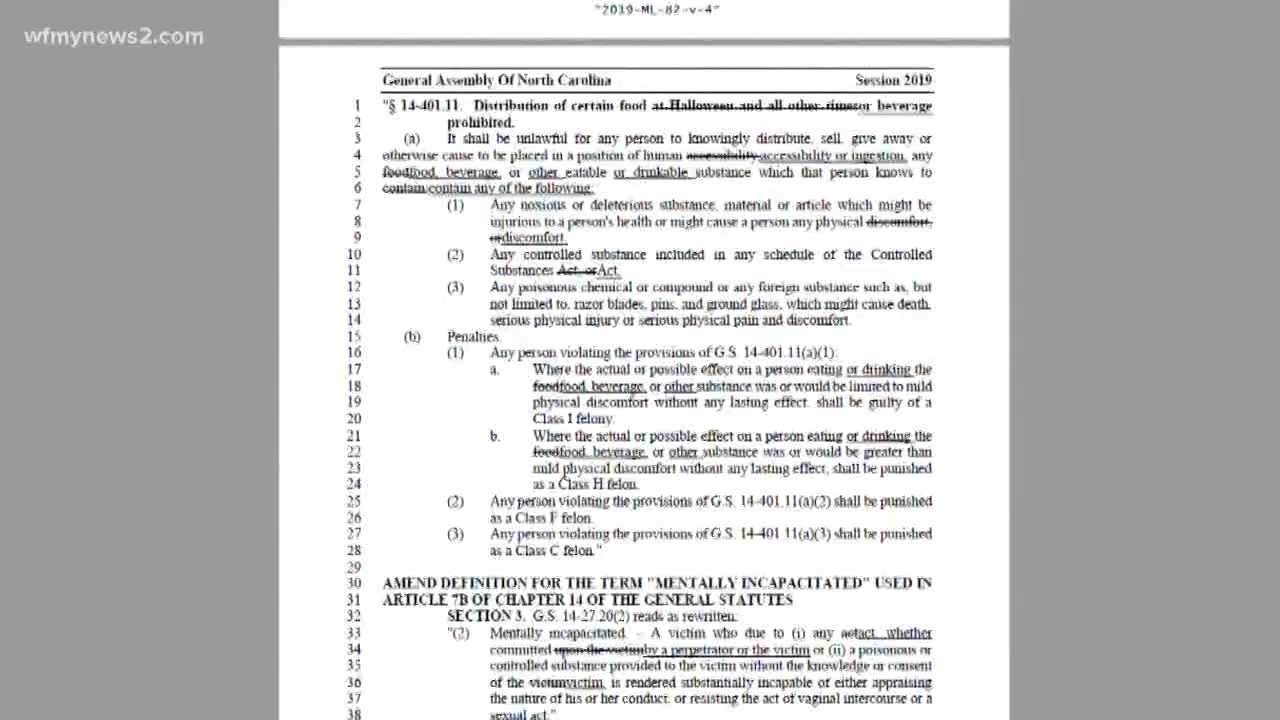 "2019-ML-82-v-4"
wfmynews2.com
General Assembly Of North Carolina Session 2019
1 "§ 14-401.11. Distribution of certain food at Halloween and all other timesor beverage
2 prohibited.
3 (a) It shall be unlawful for any person to knowingly distribute, sell, give away or
4 otherwise cause to be placed in a position of human accessibility accessibility or ingestion, any
5 foodfood, beverage, or other eatable or drinkable substance which that person knows to
6 contain:contain any of the following:
7 (1) Any noxious or deleterious substance, material or article which might be
8 injurious to a person's health or might cause a person any physical discomfort,
9 ordiscomfort.
10 (2) Any controlled substance included in any schedule of the Controlled
11 Substances Act, orAct.
12 (3) Any poisonous chemical or compound or any foreign substance such as, but
13 not limited to, razor blades, pins, and ground glass, which might cause death,
14 serious physical injury or serious physical pain and discomfort.
15 (b) Penalties.
16 (1) Any person violating the provisions of G.S. 14-401.11(a)(1):
17 a. Where the actual or possible effect on a person eating or drinking the
18 foodfood, beverage, or other substance was or would be limited to mild
19 physical discomfort without any lasting effect, shall be guilty of a
20 Class I felony.
21 b. Where the actual or possible effect on a person eating or drinking the
22 foodfood, beverage, or other substance was or would be greater than
23 mild physical discomfort without any lasting effect, shall be punished
24 as a Class H felon.
25 (2) Any person violating the provisions of G.S. 14-401.11(a)(2) shall be punished
26 as a Class F felon.
27 (3) Any person violating the provisions of G.S. 14-401.11(a)(3) shall be punished
28 as a Class C felon."
29
30 AMEND DEFINITION FOR THE TERM "MENTALLY INCAPACITATED" USED IN
31 ARTICLE 7B OF CHAPTER 14 OF THE GENERAL STATUTES
32 SECTION 3. G.S. 14-27.20(2) reads as rewritten:
33 "(2) Mentally incapacitated. – A victim who due to (i) any actact, whether
34 committed upon the victimby a perpetrator or the victim or (ii) a poisonous or
35 controlled substance provided to the victim without the knowledge or consent
36 of the victimvictim, is rendered substantially incapable of either appraising
37 the nature of his or her conduct, or resisting the act of vaginal intercourse or a
38 sexual act."